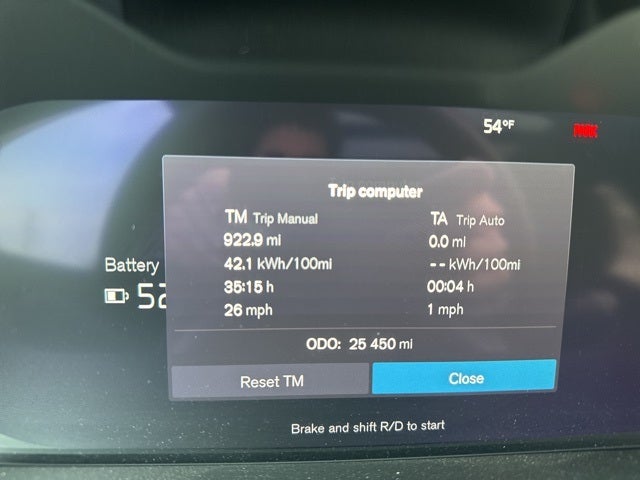 54°F
Trip computer
TM Trip Manual TA Trip Auto
922.9 mi 0.0 mi
42.1 kWh/100mi -- kWh/100mi
35:15 h 00:04 h
26 mph 1 mph
Battery
52
ODO: 25 450 mi
Reset TM Close
Brake and shift R/D to start